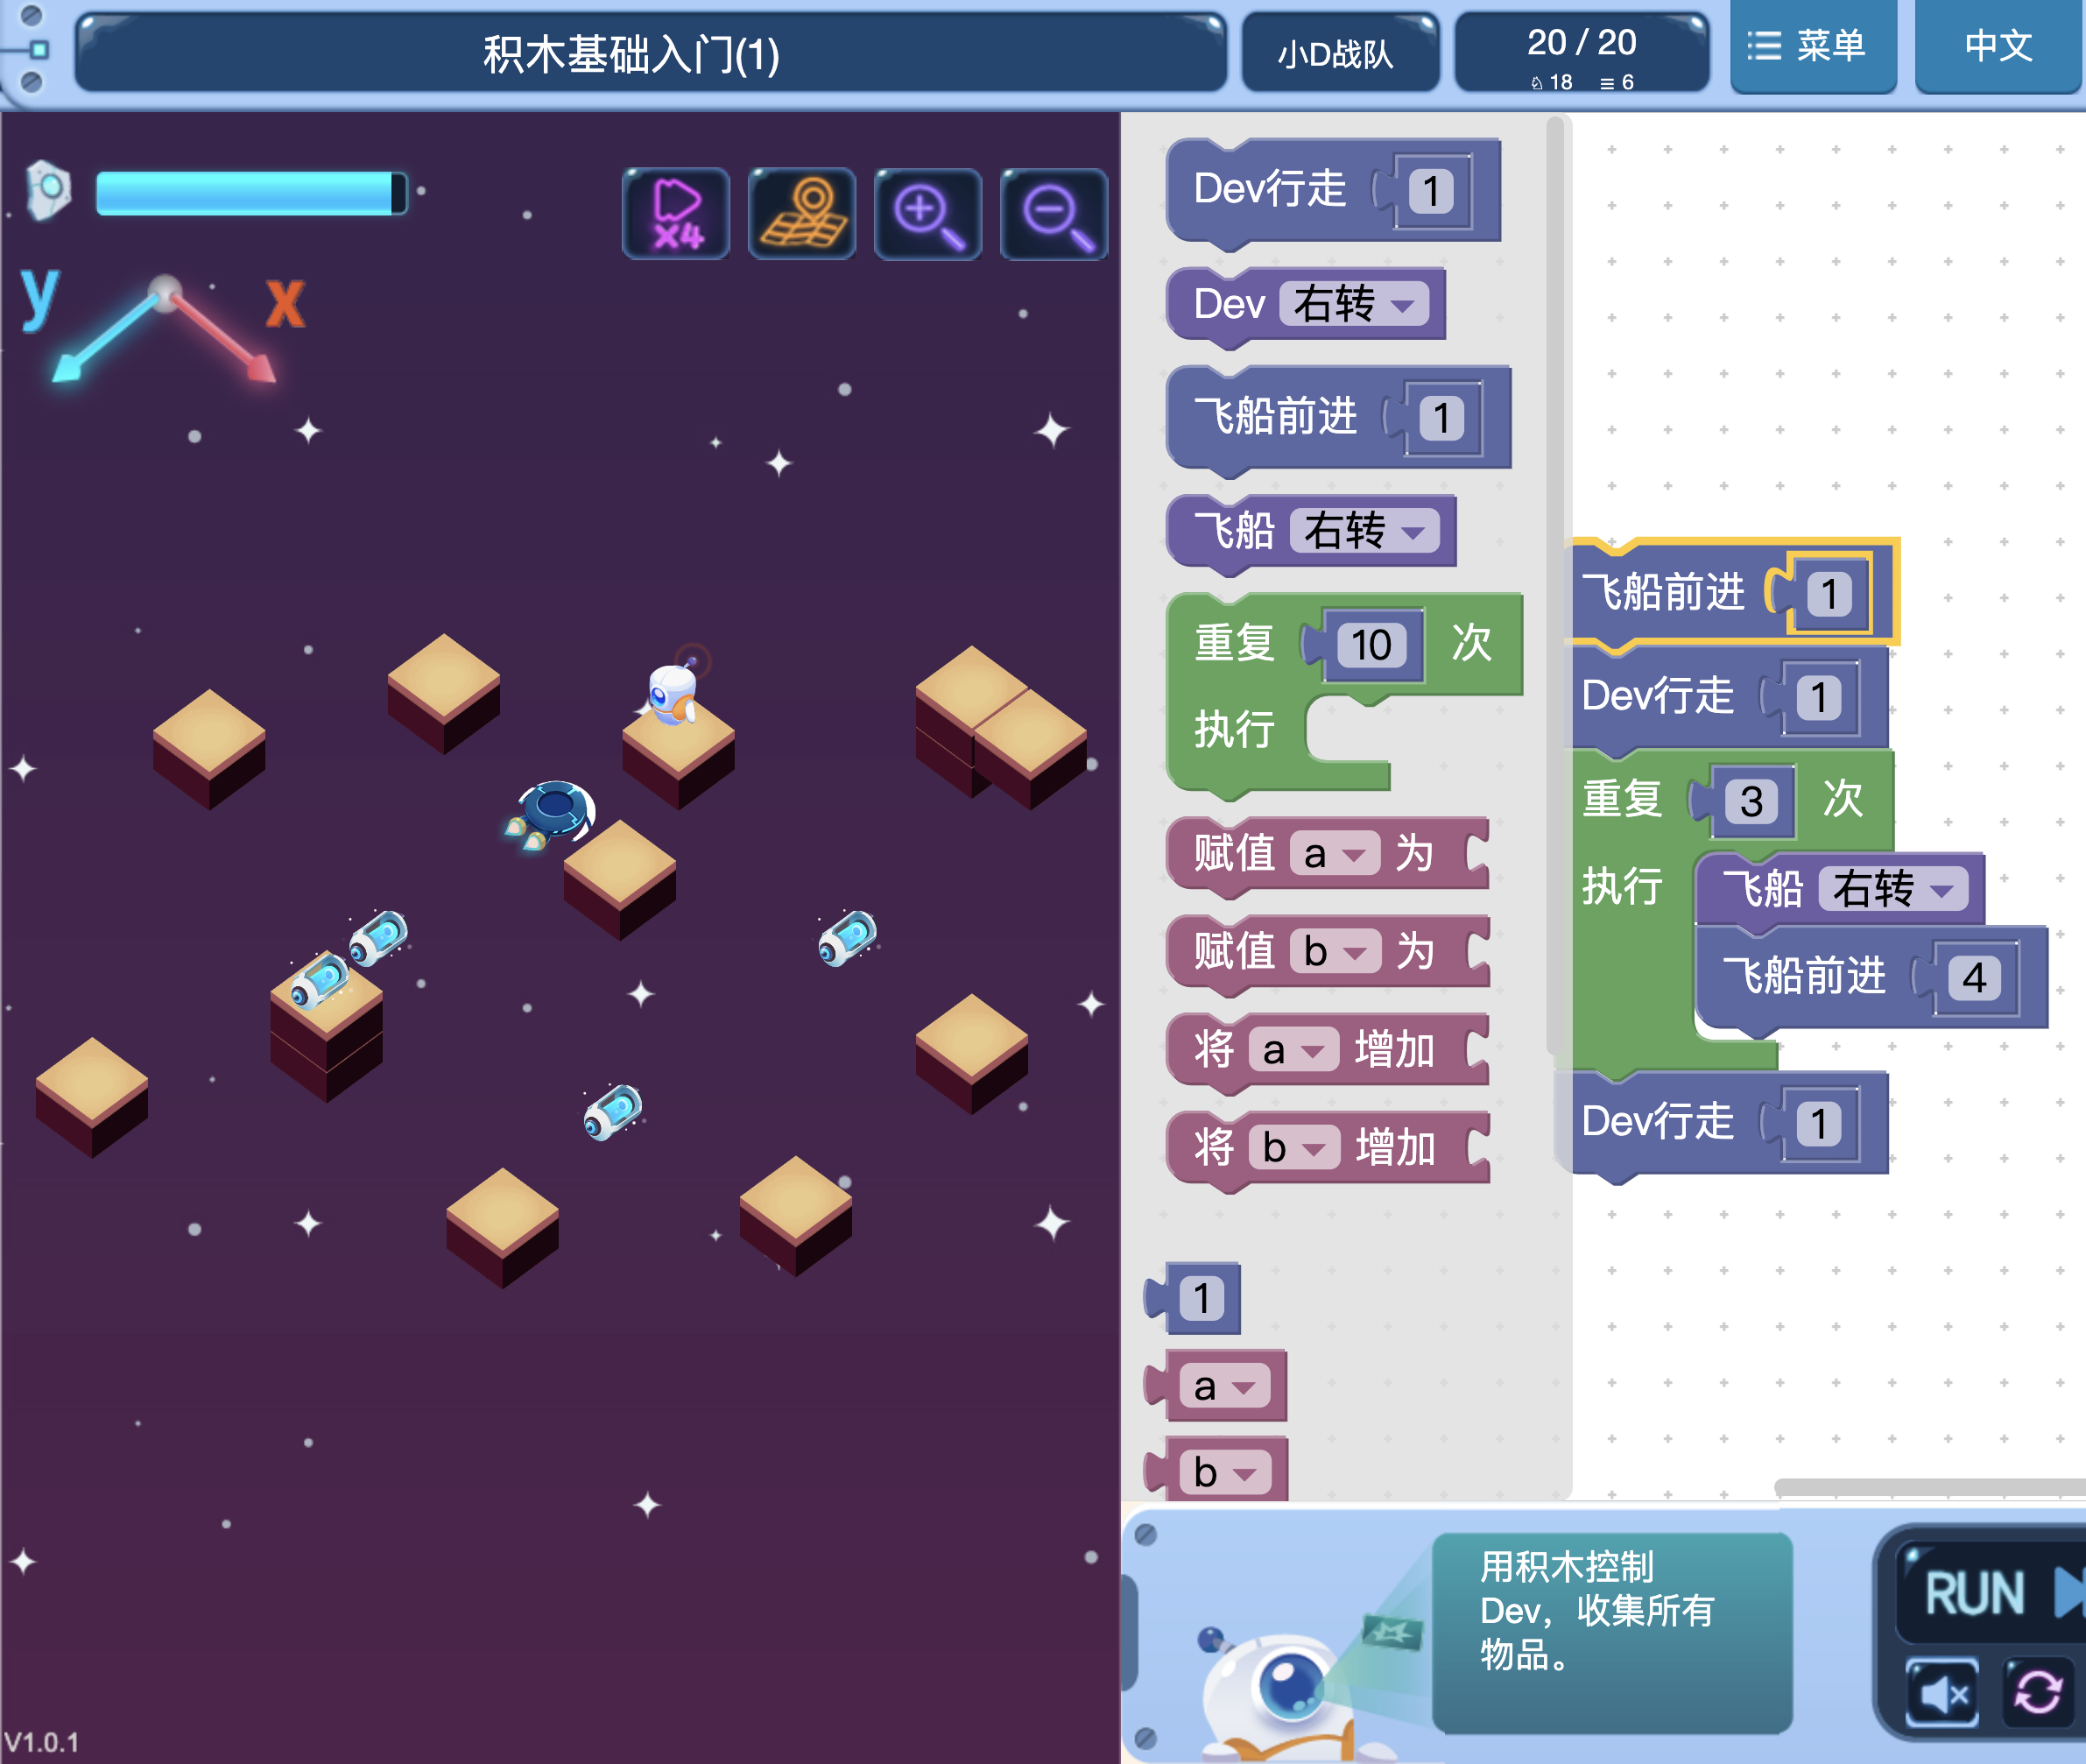 积木基础入门(1)
小D战队
20 / 20
18
6
菜单
中文
X4
y
x
Dev行走 1
Dev 右转
飞船前进 1
飞船 右转
重复 10 次
执行
赋值 a 为
赋值 b 为
将 a 增加
将 b 增加
1
a
b
飞船前进 1
Dev行走 1
重复 3 次
执行 飞船 右转
飞船前进 4
Dev行走 1
用积木控制
Dev，收集所有
物品。
RUN
V1.0.1